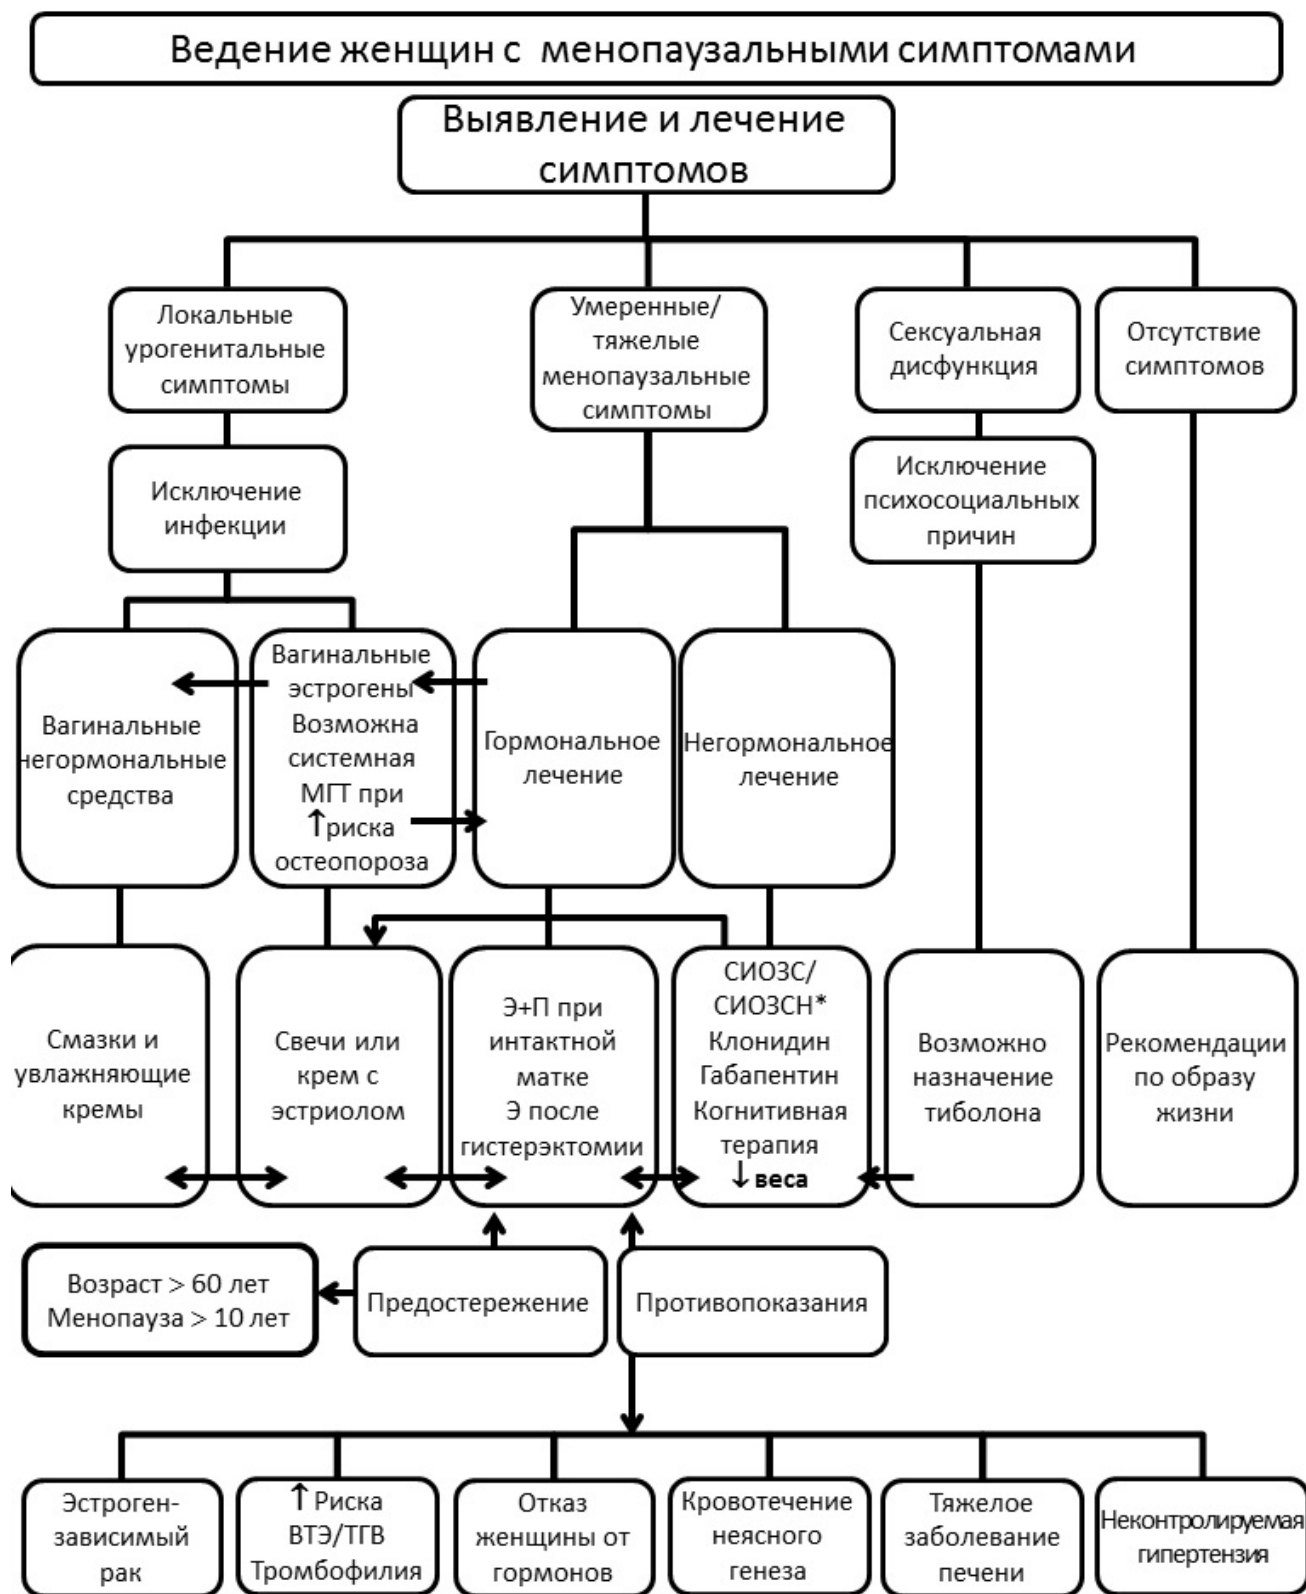 Ведение женщин с менопаузальными симптомами
Выявление и лечение
симптомов
Локальные
урогенитальные
симптомы
Умеренные/
тяжелые
менопаузальные
симптомы
Сексуальная
дисфункция
Отсутствие
симптомов
Исключение
инфекции
Исключение
психосоциальных
причин
Вагинальные
негормональные
средства
Вагинальные
эстрогены
Возможна
системная
МГТ при
↑риска
остеопороза
Гормональное
лечение
Негормональное
лечение
Смазки и
увлажняющие
кремы
Свечи или
крем с
эстриолом
Э+П при
интактной
матке
Э после
гистерэктомии
СИОЗС/
СИОЗСН*
Клонидин
Габапентин
Когнитивная
терапия
↓веса
Возможно
назначение
тиболона
Рекомендации
по образу
жизни
Возраст > 60 лет
Менопауза > 10 лет
Предостережение
Противопоказания
Эстроген-
зависимый
рак
↑Риска
ВТЭ/ТГВ
Тромбофилия
Отказ
женщины от
гормонов
Кровотечение
неясного
генеза
Тяжелое
заболевание
печени
Неконтролируемая
гипертензия